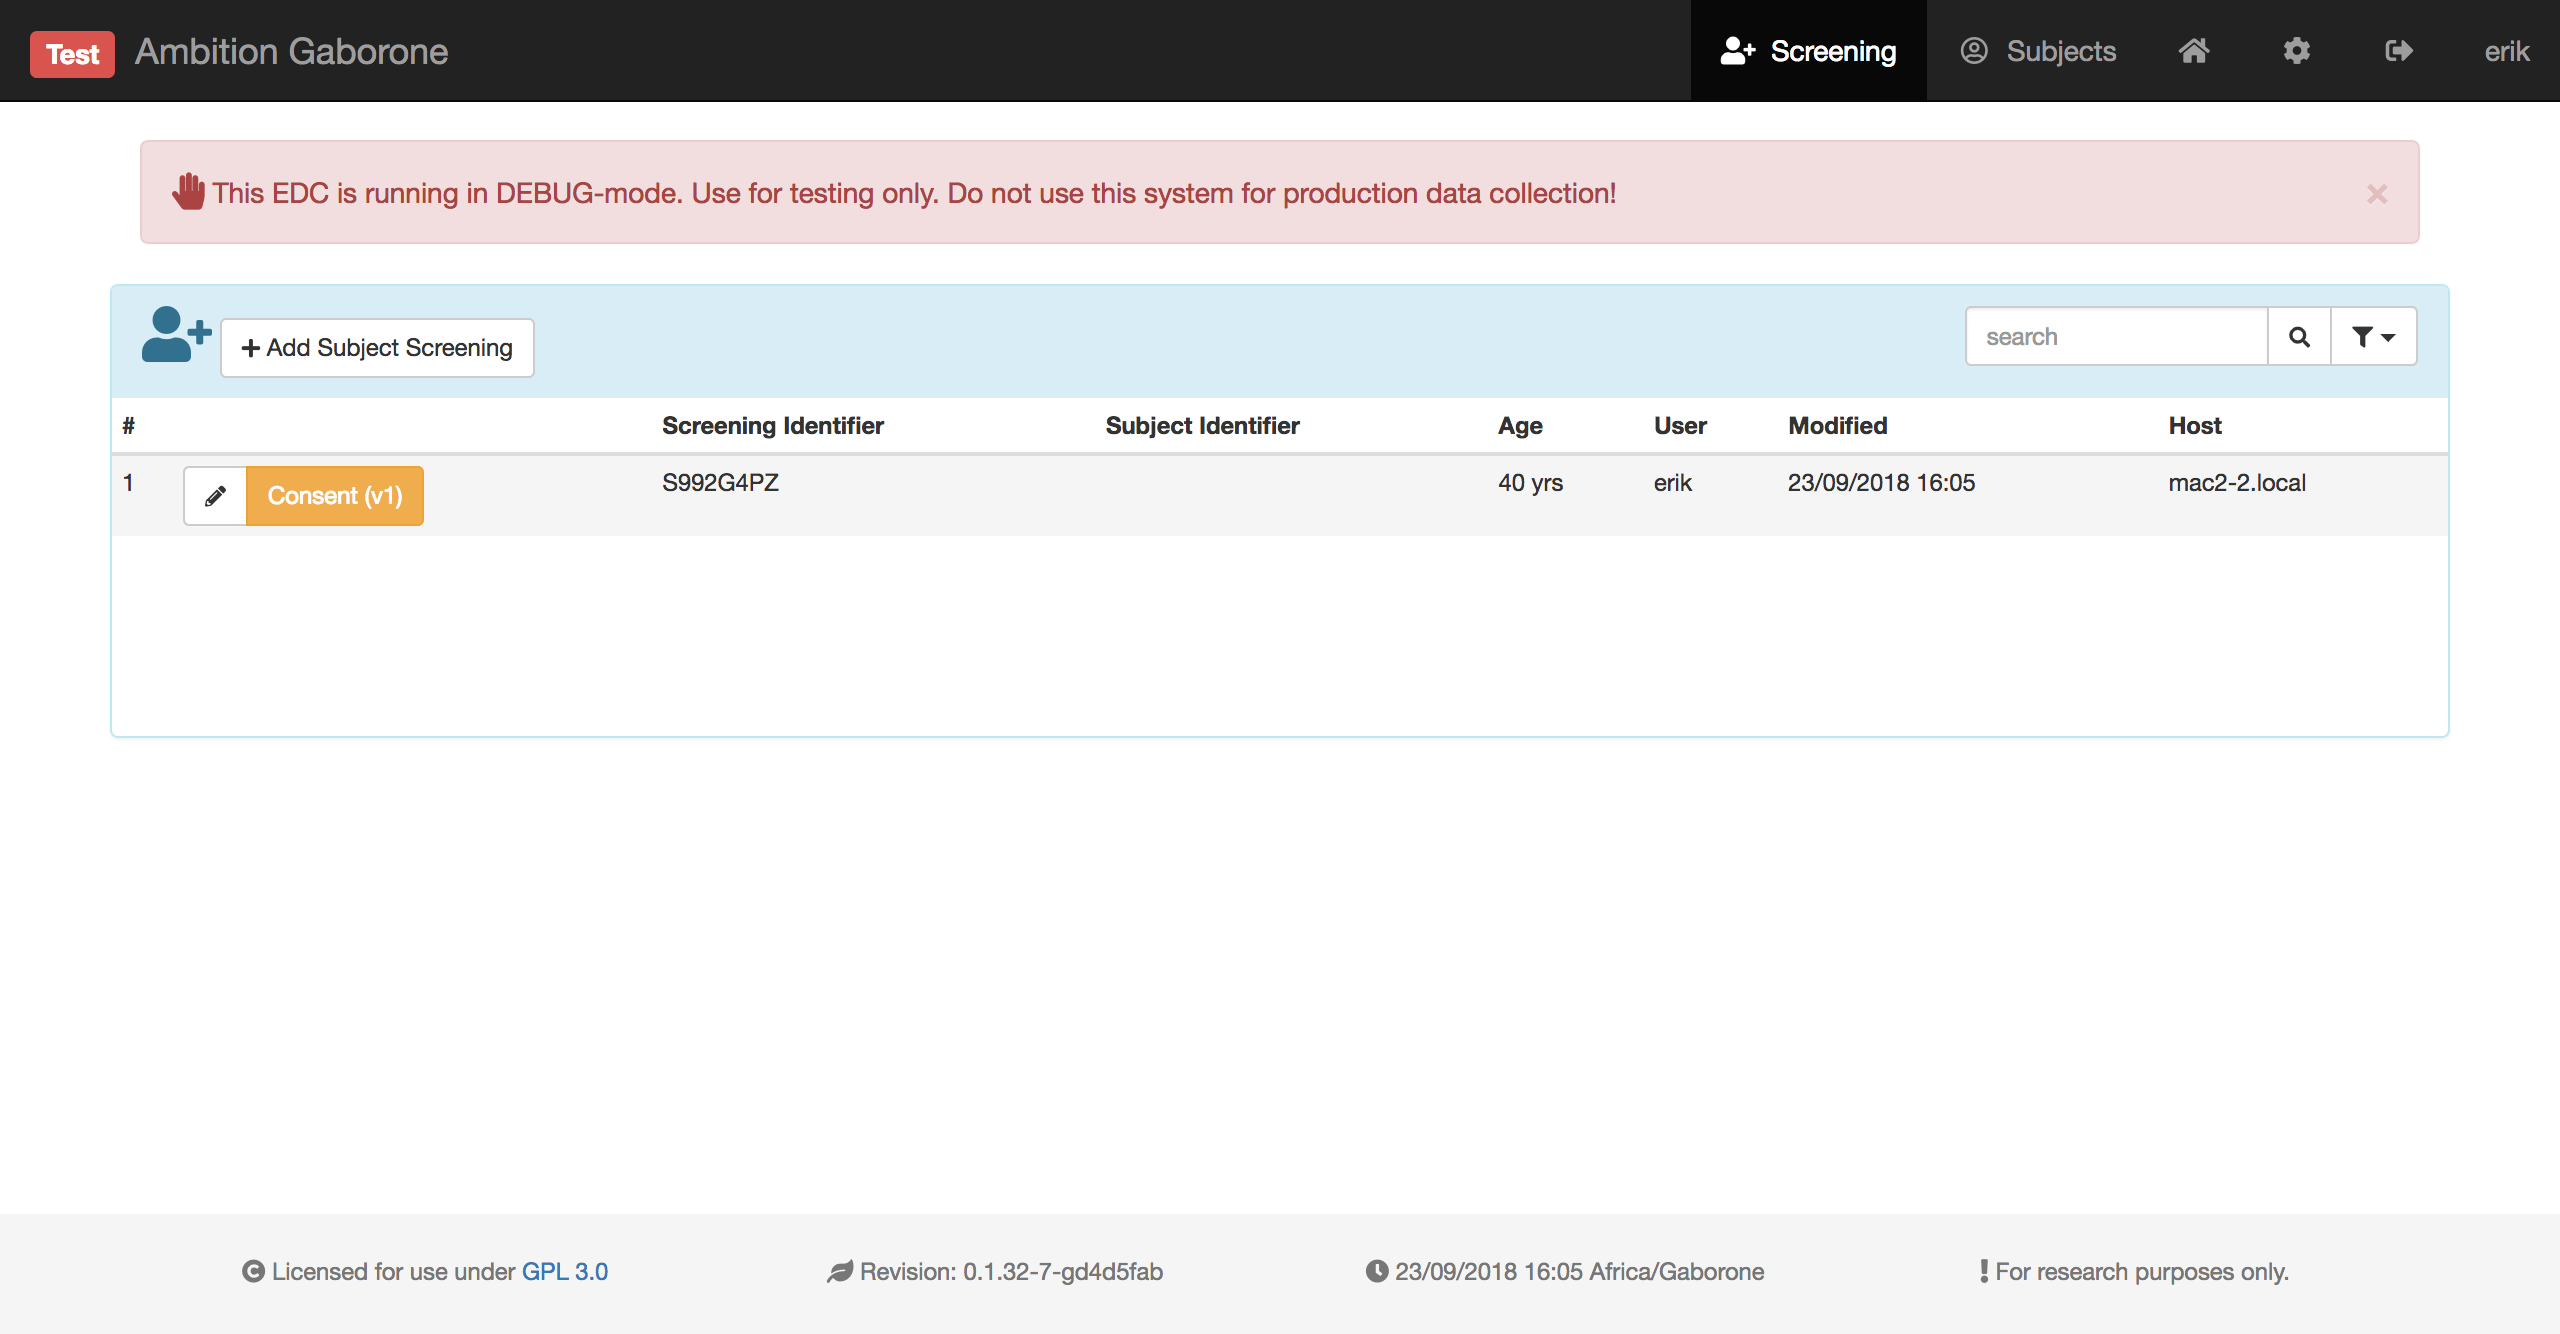 Test Ambition Gaborone Screening Subjects erik
This EDC is running in DEBUG-mode. Use for testing only. Do not use this system for production data collection! ×
Add Subject Screening search
# Screening Identifier Subject Identifier Age User Modified Host
1 Consent (v1) S992G4PZ 40 yrs erik 23/09/2018 16:05 mac2-2.local
Licensed for use under GPL 3.0 Revision: 0.1.32-7-gd4d5fab 23/09/2018 16:05 Africa/Gaborone For research purposes only.